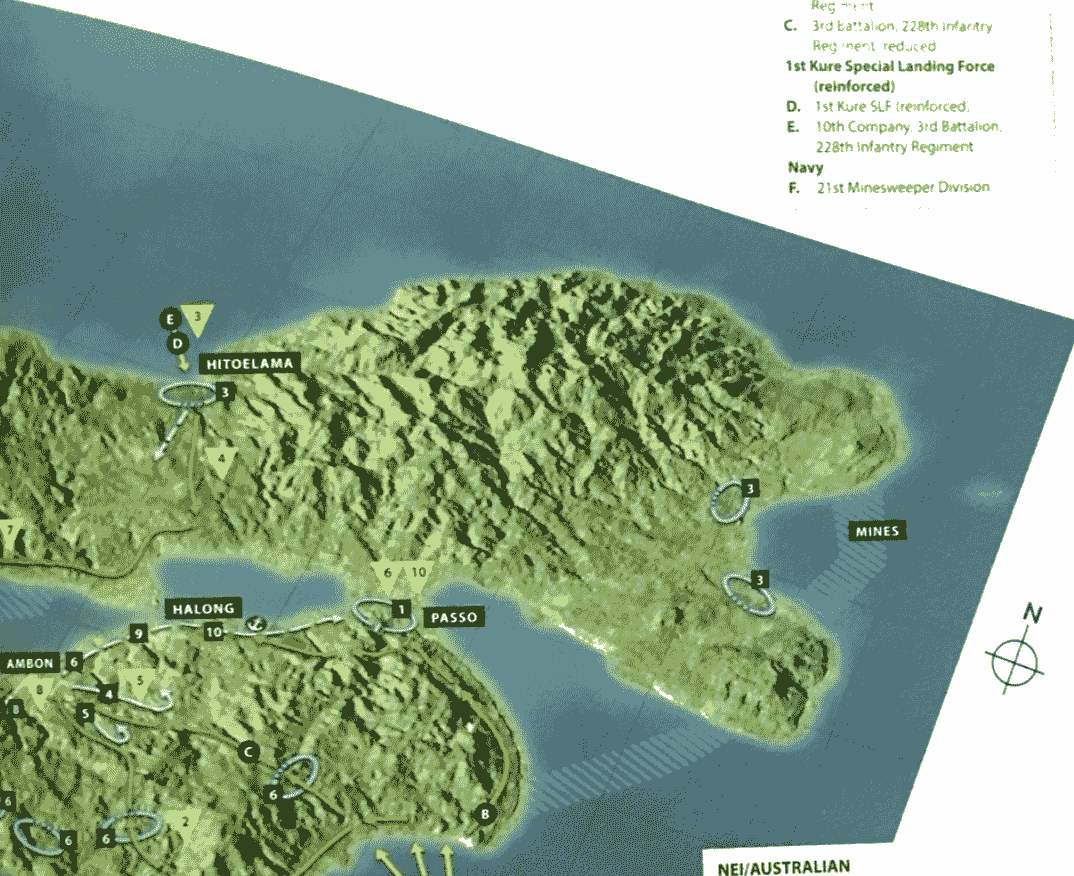 Regiment
C. 3rd Battalion, 228th Infantry
Regiment, reduced
1st Kure Special Landing Force
(reinforced)
D. 1st Kure SLF (reinforced)
E. 10th Company, 3rd Battalion,
228th Infantry Regiment
Navy
F. 21st Minesweeper Division
E
3
D
HITOELAMA
3
4
3
7
MINES
3
6
10
HALONG
1
PASSO
9
10
N
AMBON
6
8
5
4
8
5
C
6
6
B
2
6
6
NEI/AUSTRALIAN